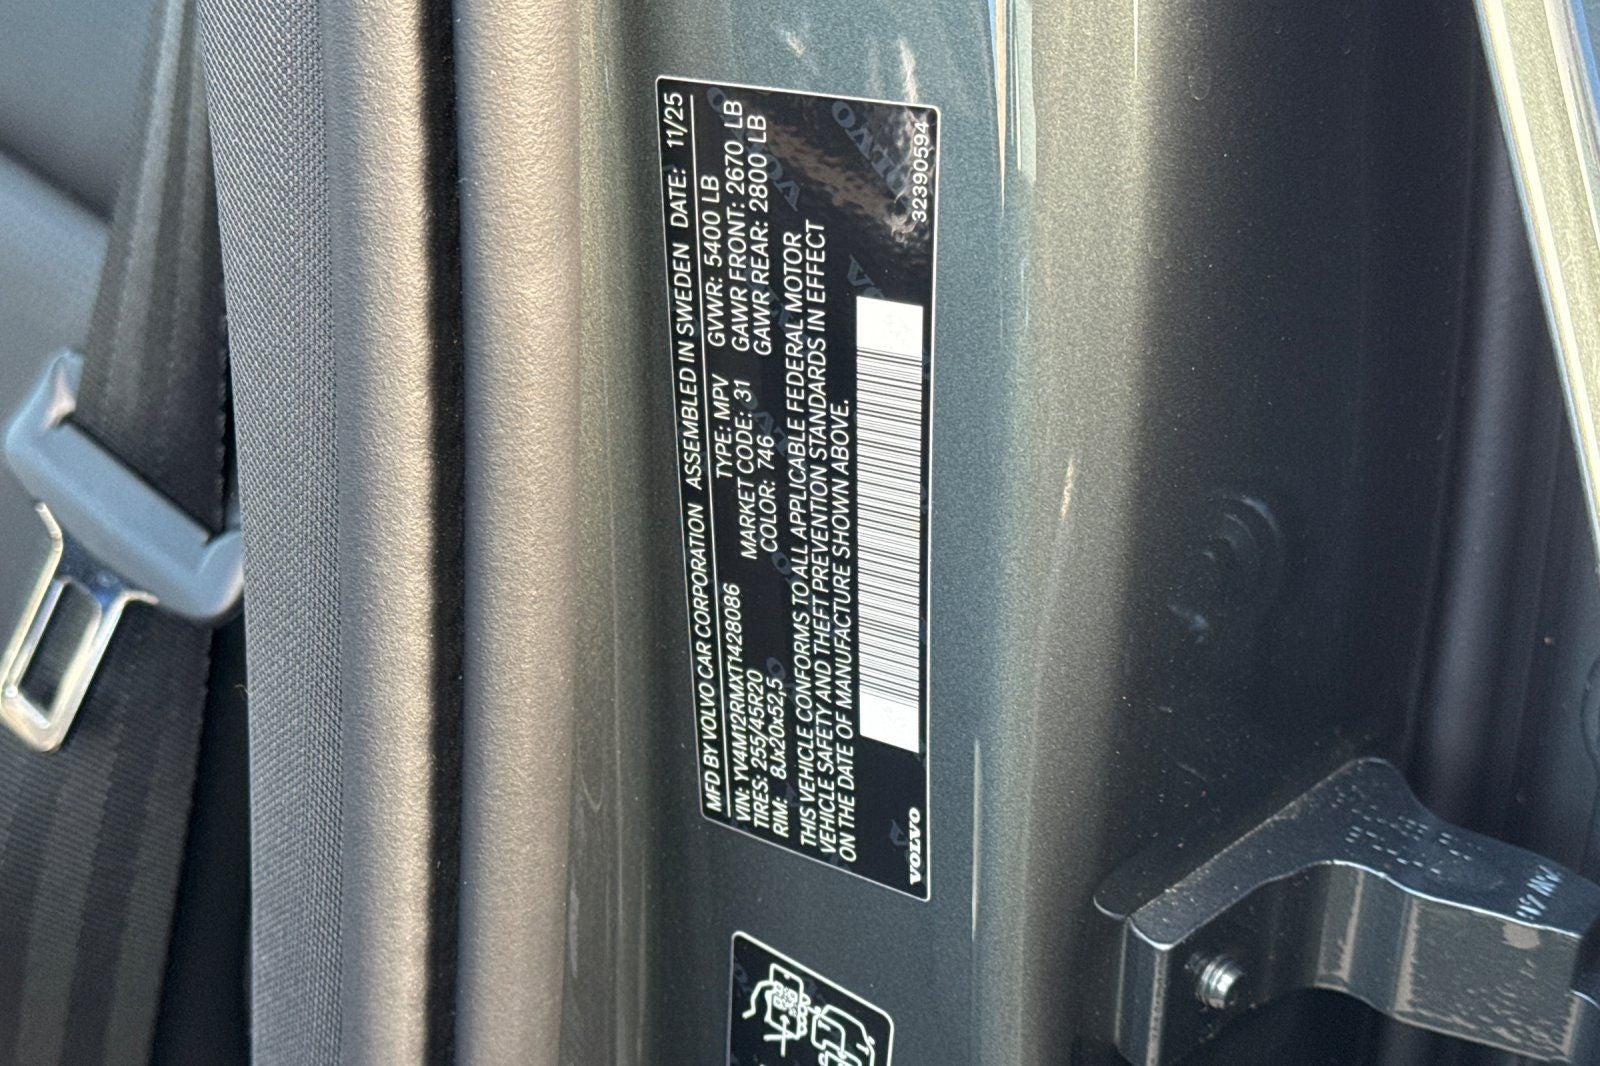 MFD BY VOLVO CAR CORPORATION ASSEMBLED IN SWEDEN DATE: 11/25
VIN: YV4M12RMXT1428086 TYPE: MPV GVWR: 5400 LB
TIRES: 255/45R20 MARKET CODE: 31 GAWR FRONT: 2670 LB
RIM: 8Jx20x52,5 COLOR: 746 GAWR REAR: 2800 LB
THIS VEHICLE CONFORMS TO ALL APPLICABLE FEDERAL MOTOR
VEHICLE SAFETY AND THEFT PREVENTION STANDARDS IN EFFECT
ON THE DATE OF MANUFACTURE SHOWN ABOVE.
VOLVO 32390594